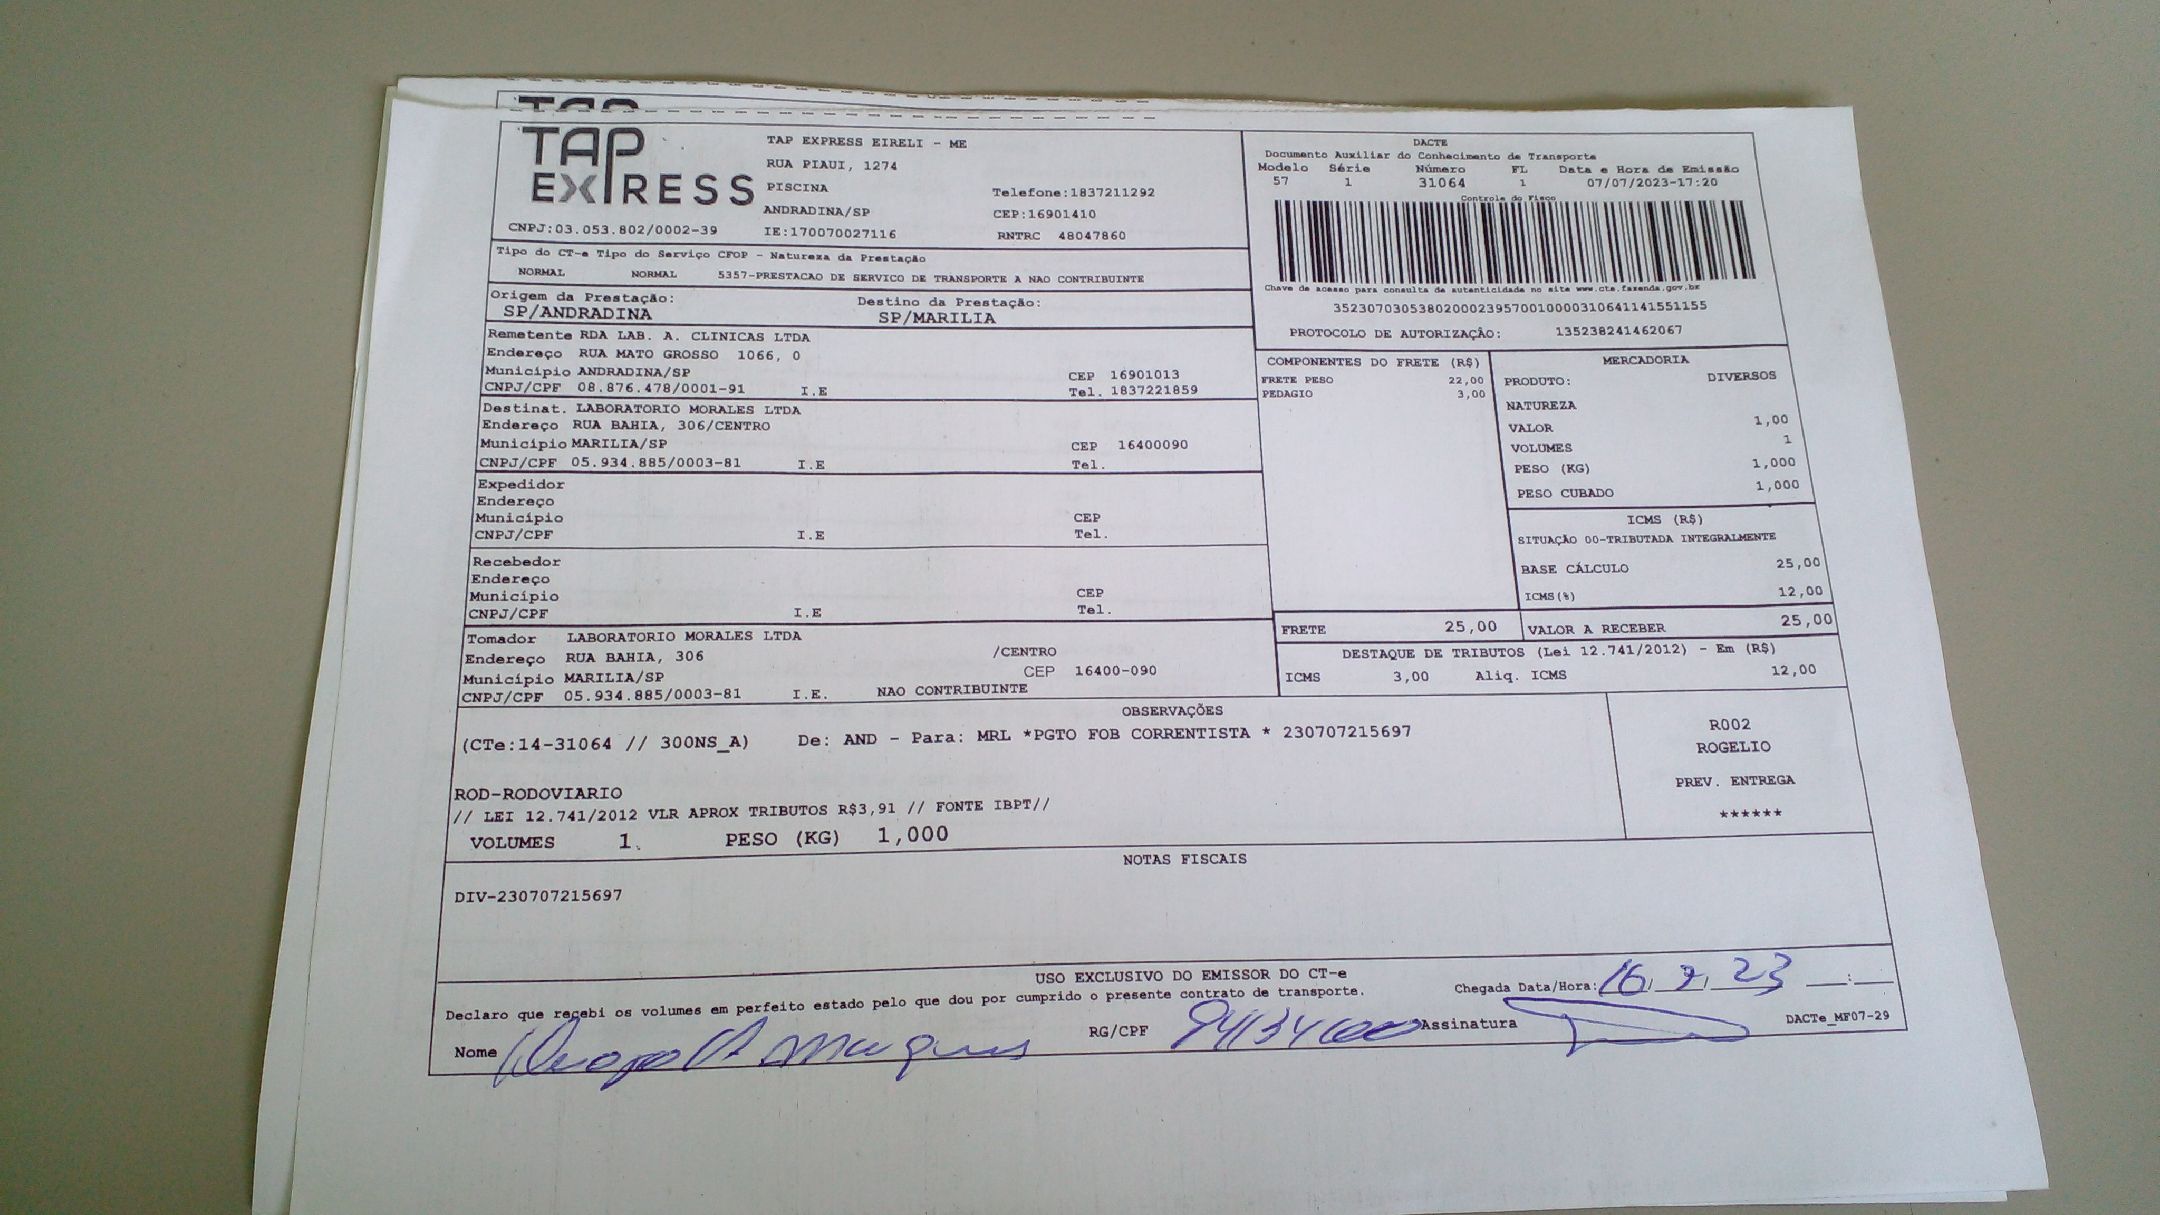 TAP
EXPRESS
CNPJ:03.053.802/0002-39
TAP EXPRESS EIRELI - ME
RUA PIAUI, 1274
PISCINA
Telefone:1837211292
ANDRADINA/SP
CEP:16901410
IE:170070027116
RNTRC 48047860
DACTE
Documento Auxiliar do Conhecimento de Transporte
Modelo Série Número FL Data e Hora de Emissão
57 1 31064 1 07/07/2023-17:20
Controle do Fisco
Chave de acesso para consulta de autenticidade no site www.cte.fazenda.gov.br
35230703053802000239570010000310641141551155
PROTOCOLO DE AUTORIZAÇÃO: 135238241462067
Tipo do CT-e Tipo do Serviço CFOP - Natureza da Prestação
NORMAL NORMAL 5357-PRESTACAO DE SERVICO DE TRANSPORTE A NAO CONTRIBUINTE
Origem da Prestação: Destino da Prestação:
SP/ANDRADINA SP/MARILIA
Remetente RDA LAB. A. CLINICAS LTDA
Endereço RUA MATO GROSSO 1066, 0
Município ANDRADINA/SP CEP 16901013
CNPJ/CPF 08.876.478/0001-91 I.E Tel. 1837221859
Destinat. LABORATORIO MORALES LTDA
Endereço RUA BAHIA, 306/CENTRO
Município MARILIA/SP CEP 16400090
CNPJ/CPF 05.934.885/0003-81 I.E Tel.
Expedidor
Endereço
Município CEP
CNPJ/CPF I.E Tel.
Recebedor
Endereço
Município CEP
CNPJ/CPF I.E Tel.
Tomador LABORATORIO MORALES LTDA
Endereço RUA BAHIA, 306 /CENTRO
Município MARILIA/SP CEP 16400-090
CNPJ/CPF 05.934.885/0003-81 I.E. NAO CONTRIBUINTE
COMPONENTES DO FRETE (R$)
FRETE PESO 22,00
PEDAGIO 3,00
MERCADORIA
PRODUTO: DIVERSOS
NATUREZA
VALOR 1,00
VOLUMES 1
PESO (KG) 1,000
PESO CUBADO 1,000
ICMS (R$)
SITUAÇÃO 00-TRIBUTADA INTEGRALMENTE
BASE CÁLCULO 25,00
ICMS(%) 12,00
FRETE 25,00 VALOR A RECEBER 25,00
DESTAQUE DE TRIBUTOS (Lei 12.741/2012) - Em (R$)
ICMS 3,00 Aliq. ICMS 12,00
OBSERVAÇÕES
(CTe:14-31064 // 300NS_A) De: AND - Para: MRL *PGTO FOB CORRENTISTA * 230707215697
ROD-RODOVIARIO
// LEI 12.741/2012 VLR APROX TRIBUTOS R$3,91 // FONTE IBPT//
VOLUMES 1. PESO (KG) 1,000
R002
ROGELIO
PREV. ENTREGA
******
NOTAS FISCAIS
DIV-230707215697
USO EXCLUSIVO DO EMISSOR DO CT-e
Declaro que recebi os volumes em perfeito estado pelo que dou por cumprido o presente contrato de transporte.
Chegada Data/Hora: 16 7 23 __:__
Nome
RG/CPF
Assinatura
DACTe_MF07-29